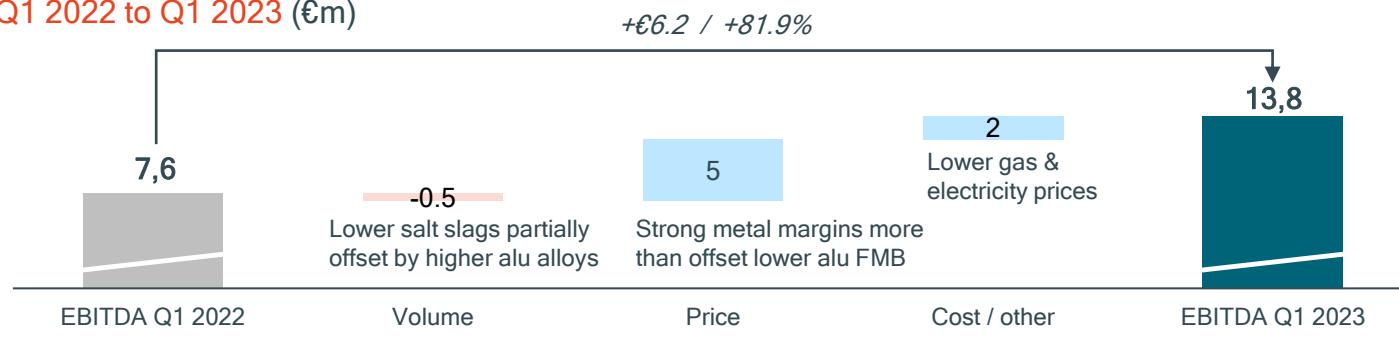 Q1 2022 to Q1 2023 (€m)
+€6.2 / +81.9%
7,6
-0.5
Lower salt slags partially
offset by higher alu alloys
5
Strong metal margins more
than offset lower alu FMB
2
Lower gas &
electricity prices
13,8
EBITDA Q1 2022
Volume
Price
Cost / other
EBITDA Q1 2023